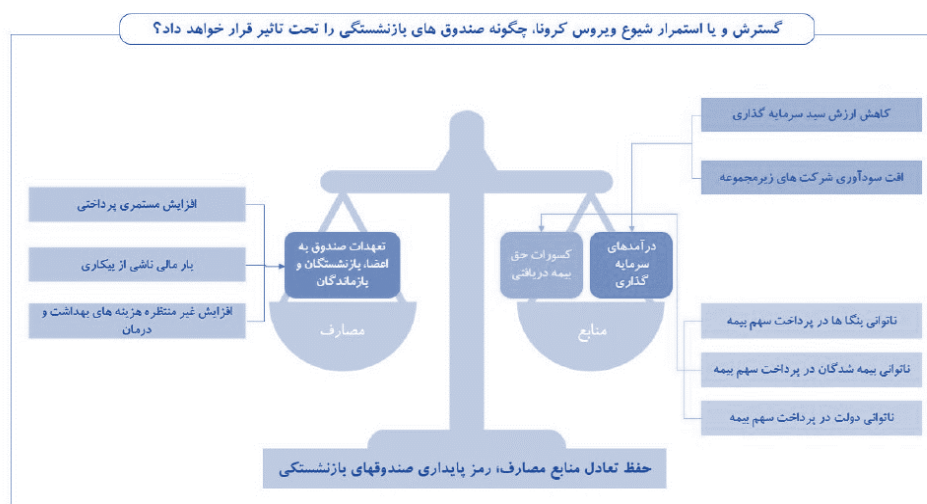 گسترش و یا استمرار شیوع ویروس کرونا، چگونه صندوق های بازنشستگی را تحت تاثیر قرار خواهد داد؟
کاهش ارزش سبد سرمایه گذاری
افت سودآوری شرکت های زیرمجموعه
درآمدهای
سرمایه
گذاری
کسورات حق
بیمه دریافتی
منابع
ناتوانی بنگا ها در پرداخت سهم بیمه
ناتوانی بیمه شدگان در پرداخت سهم بیمه
ناتوانی دولت در پرداخت سهم بیمه
تعهدات صندوق به
اعضا، بازنشستگان و
بازماندگان
مصارف
افزایش مستمری پرداختی
بار مالی ناشی از بیکاری
افزایش غیر منتظره هزینه های بهداشت و
درمان
حفظ تعادل منابع مصارف، رمز پایداری صندوقهای بازنشستگی